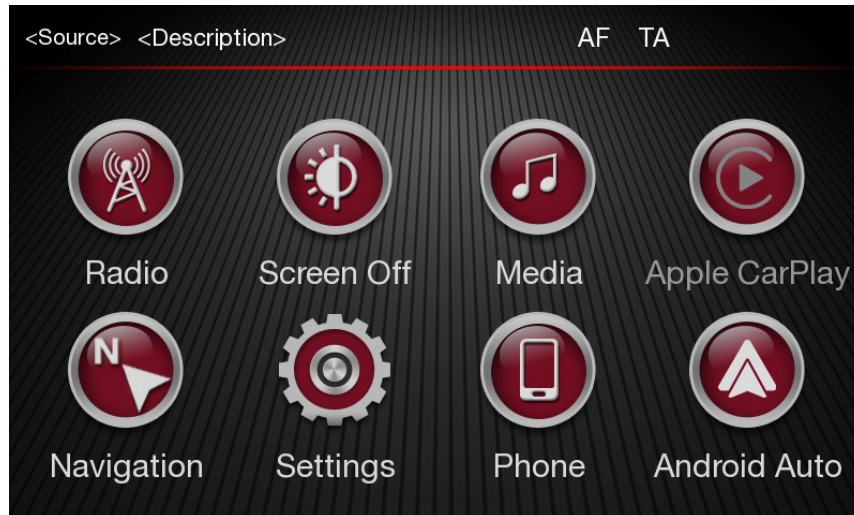 <Source> <Description> AF TA
Radio Screen Off Media Apple CarPlay
N
Navigation Settings Phone Android Auto